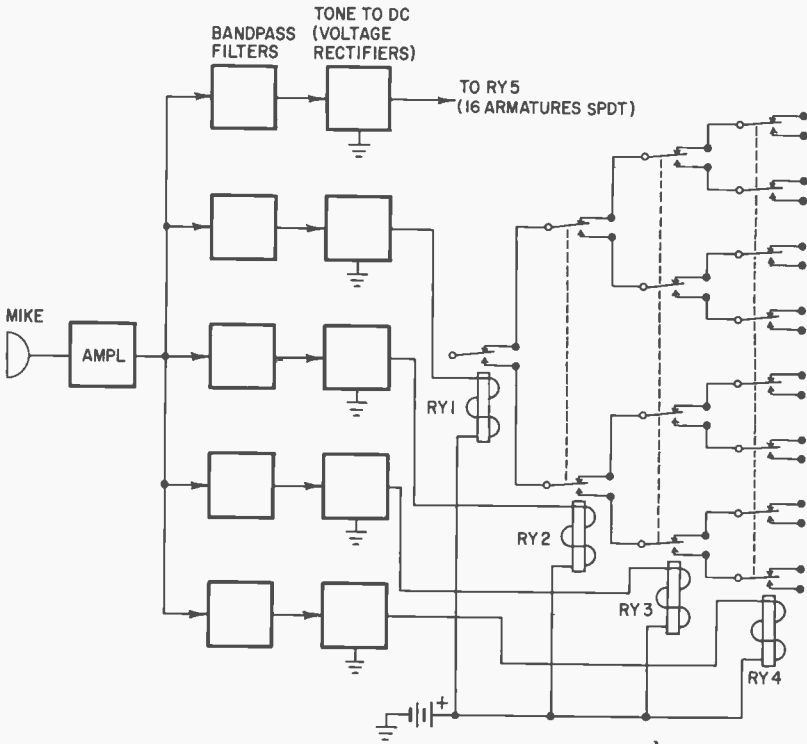 BANDPASS
FILTERS
TONE TO DC
(VOLTAGE
RECTIFIERS)
TO RY5
(16 ARMATURES SPDT)
MIKE
AMPL
RY1
RY2
RY3
RY4
+